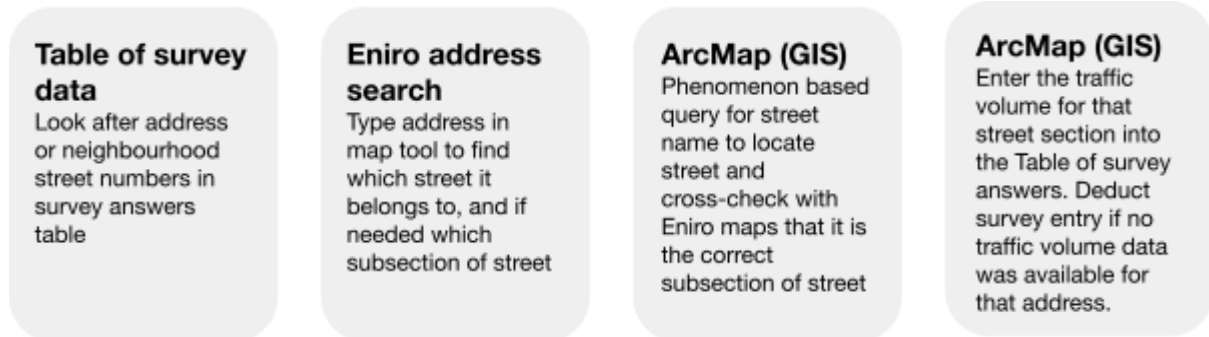 Table of survey
data
Look after address
or neighbourhood
street numbers in
survey answers
table
Eniro address
search
Type address in
map tool to find
which street it
belongs to, and if
needed which
subsection of street
ArcMap (GIS)
Phenomenon based
query for street
name to locate
street and
cross-check with
Eniro maps that it is
the correct
subsection of street
ArcMap (GIS)
Enter the traffic
volume for that
street section into
the Table of survey
answers. Deduct
survey entry if no
traffic volume data
was available for
that address.